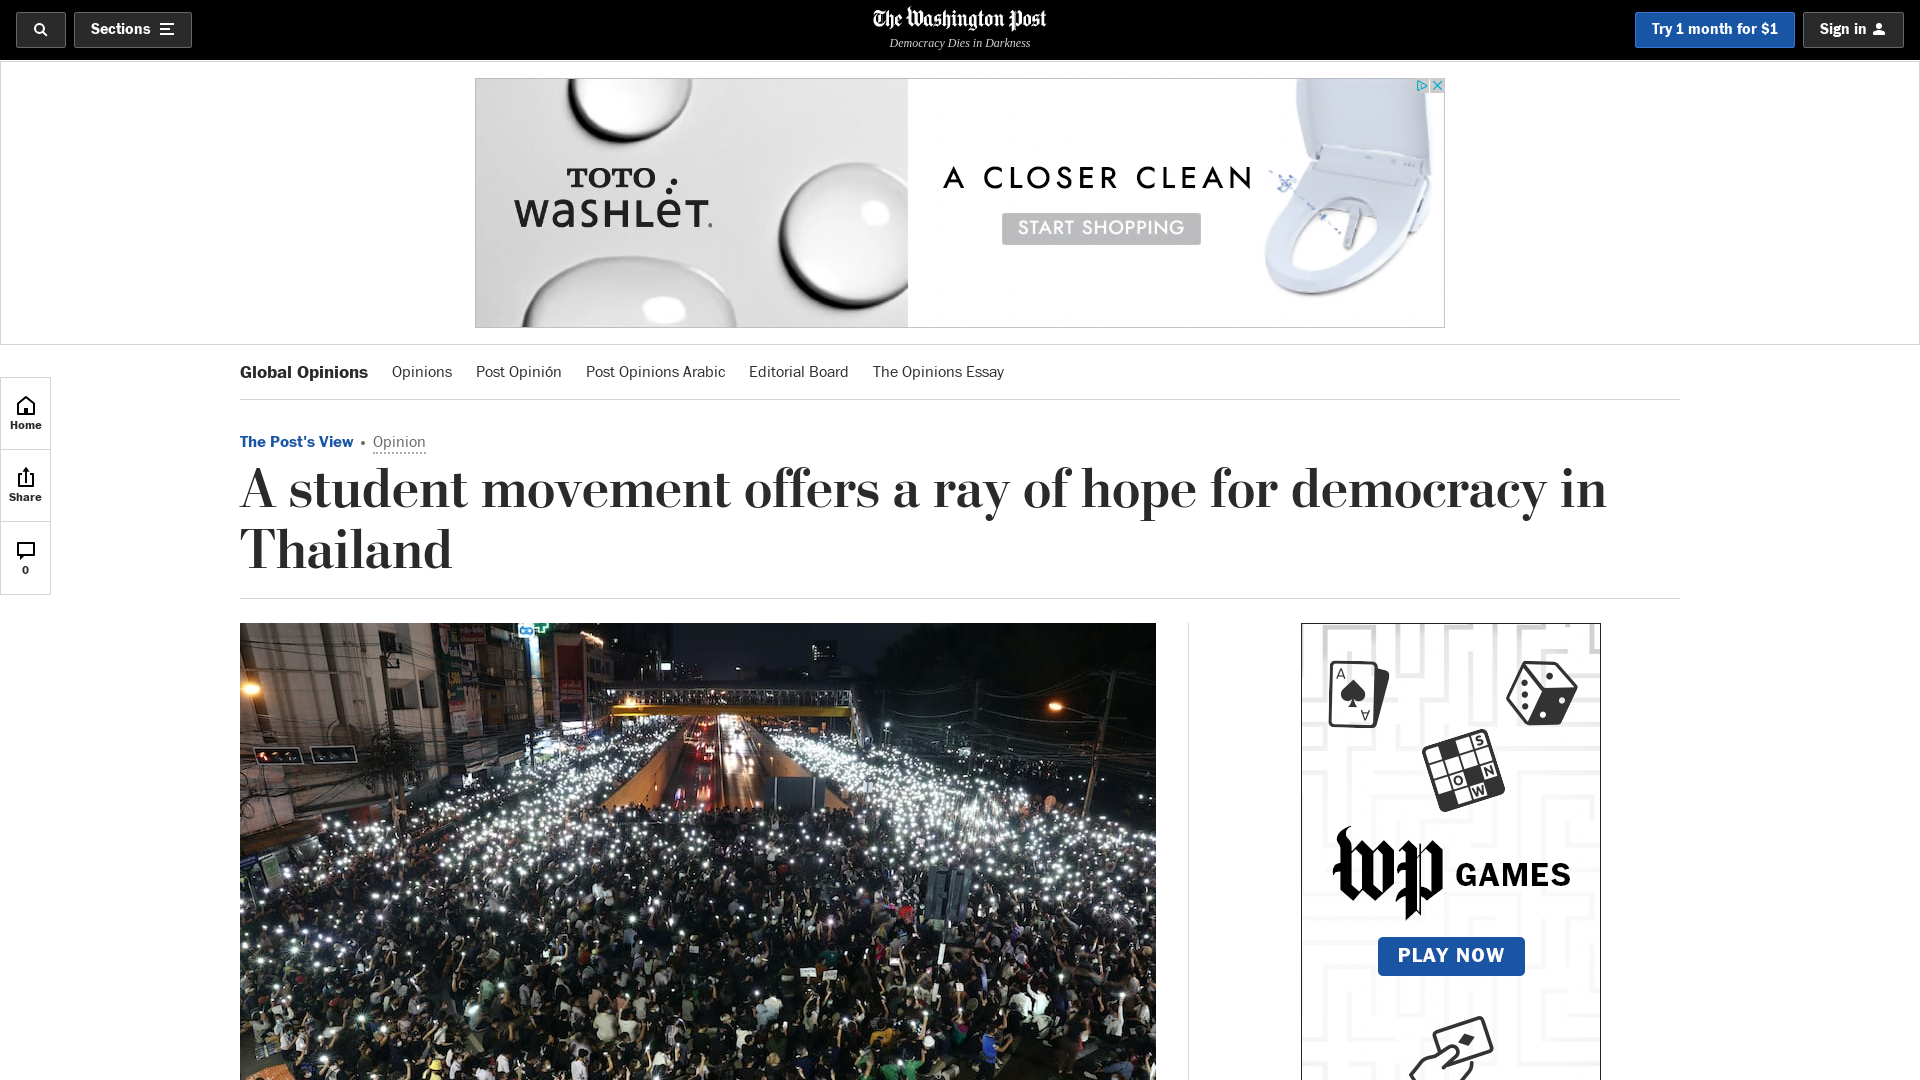 Sections
The Washington Post
Democracy Dies in Darkness
Try 1 month for $1
Sign in
TOTO
WASHLET®
A CLOSER CLEAN
START SHOPPING
Global Opinions
Opinions
Post Opinión
Post Opinions Arabic
Editorial Board
The Opinions Essay
Home
Share
0
The Post's View • Opinion
A student movement offers a ray of hope for democracy in
Thailand
A
A
S
O N
W
wp GAMES
PLAY NOW